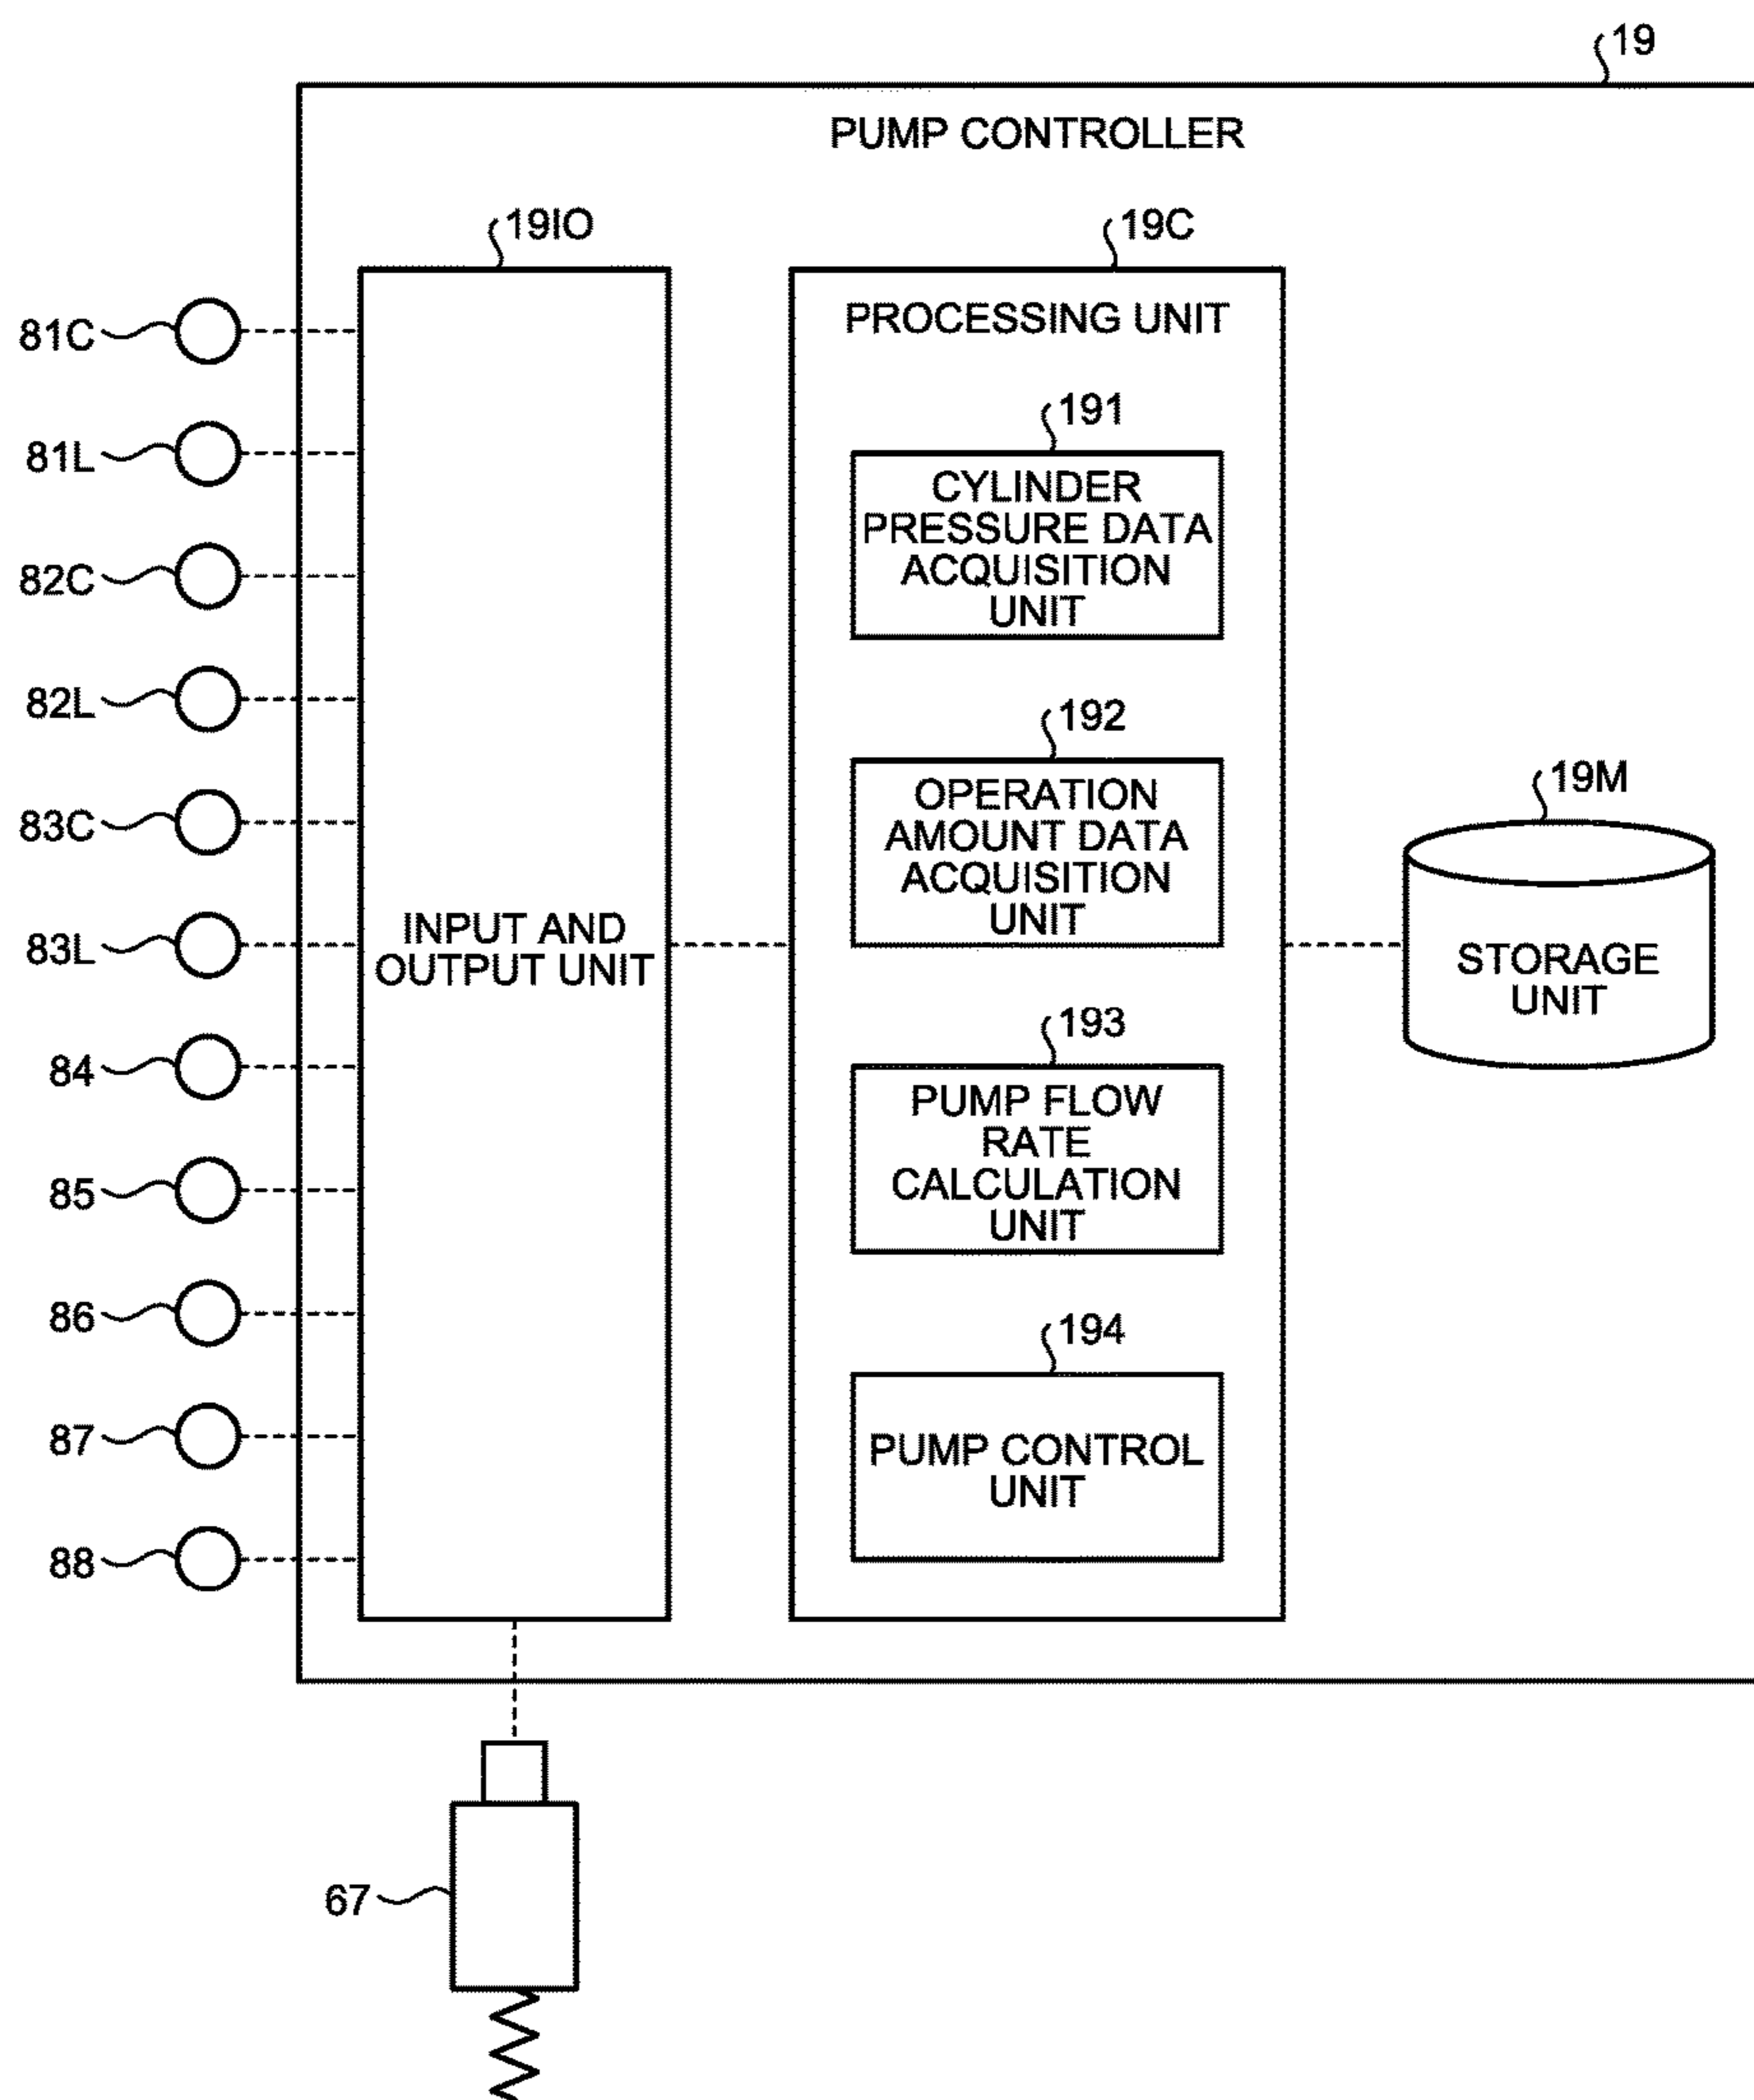 19
PUMP CONTROLLER
19IO
19C
81C
81L
82C
82L
83C
83L
84
85
86
87
88
INPUT AND
OUTPUT UNIT
PROCESSING UNIT
191
CYLINDER
PRESSURE DATA
ACQUISITION
UNIT
192
OPERATION
AMOUNT DATA
ACQUISITION
UNIT
193
PUMP FLOW
RATE
CALCULATION
UNIT
194
PUMP CONTROL
UNIT
19M
STORAGE
UNIT
67